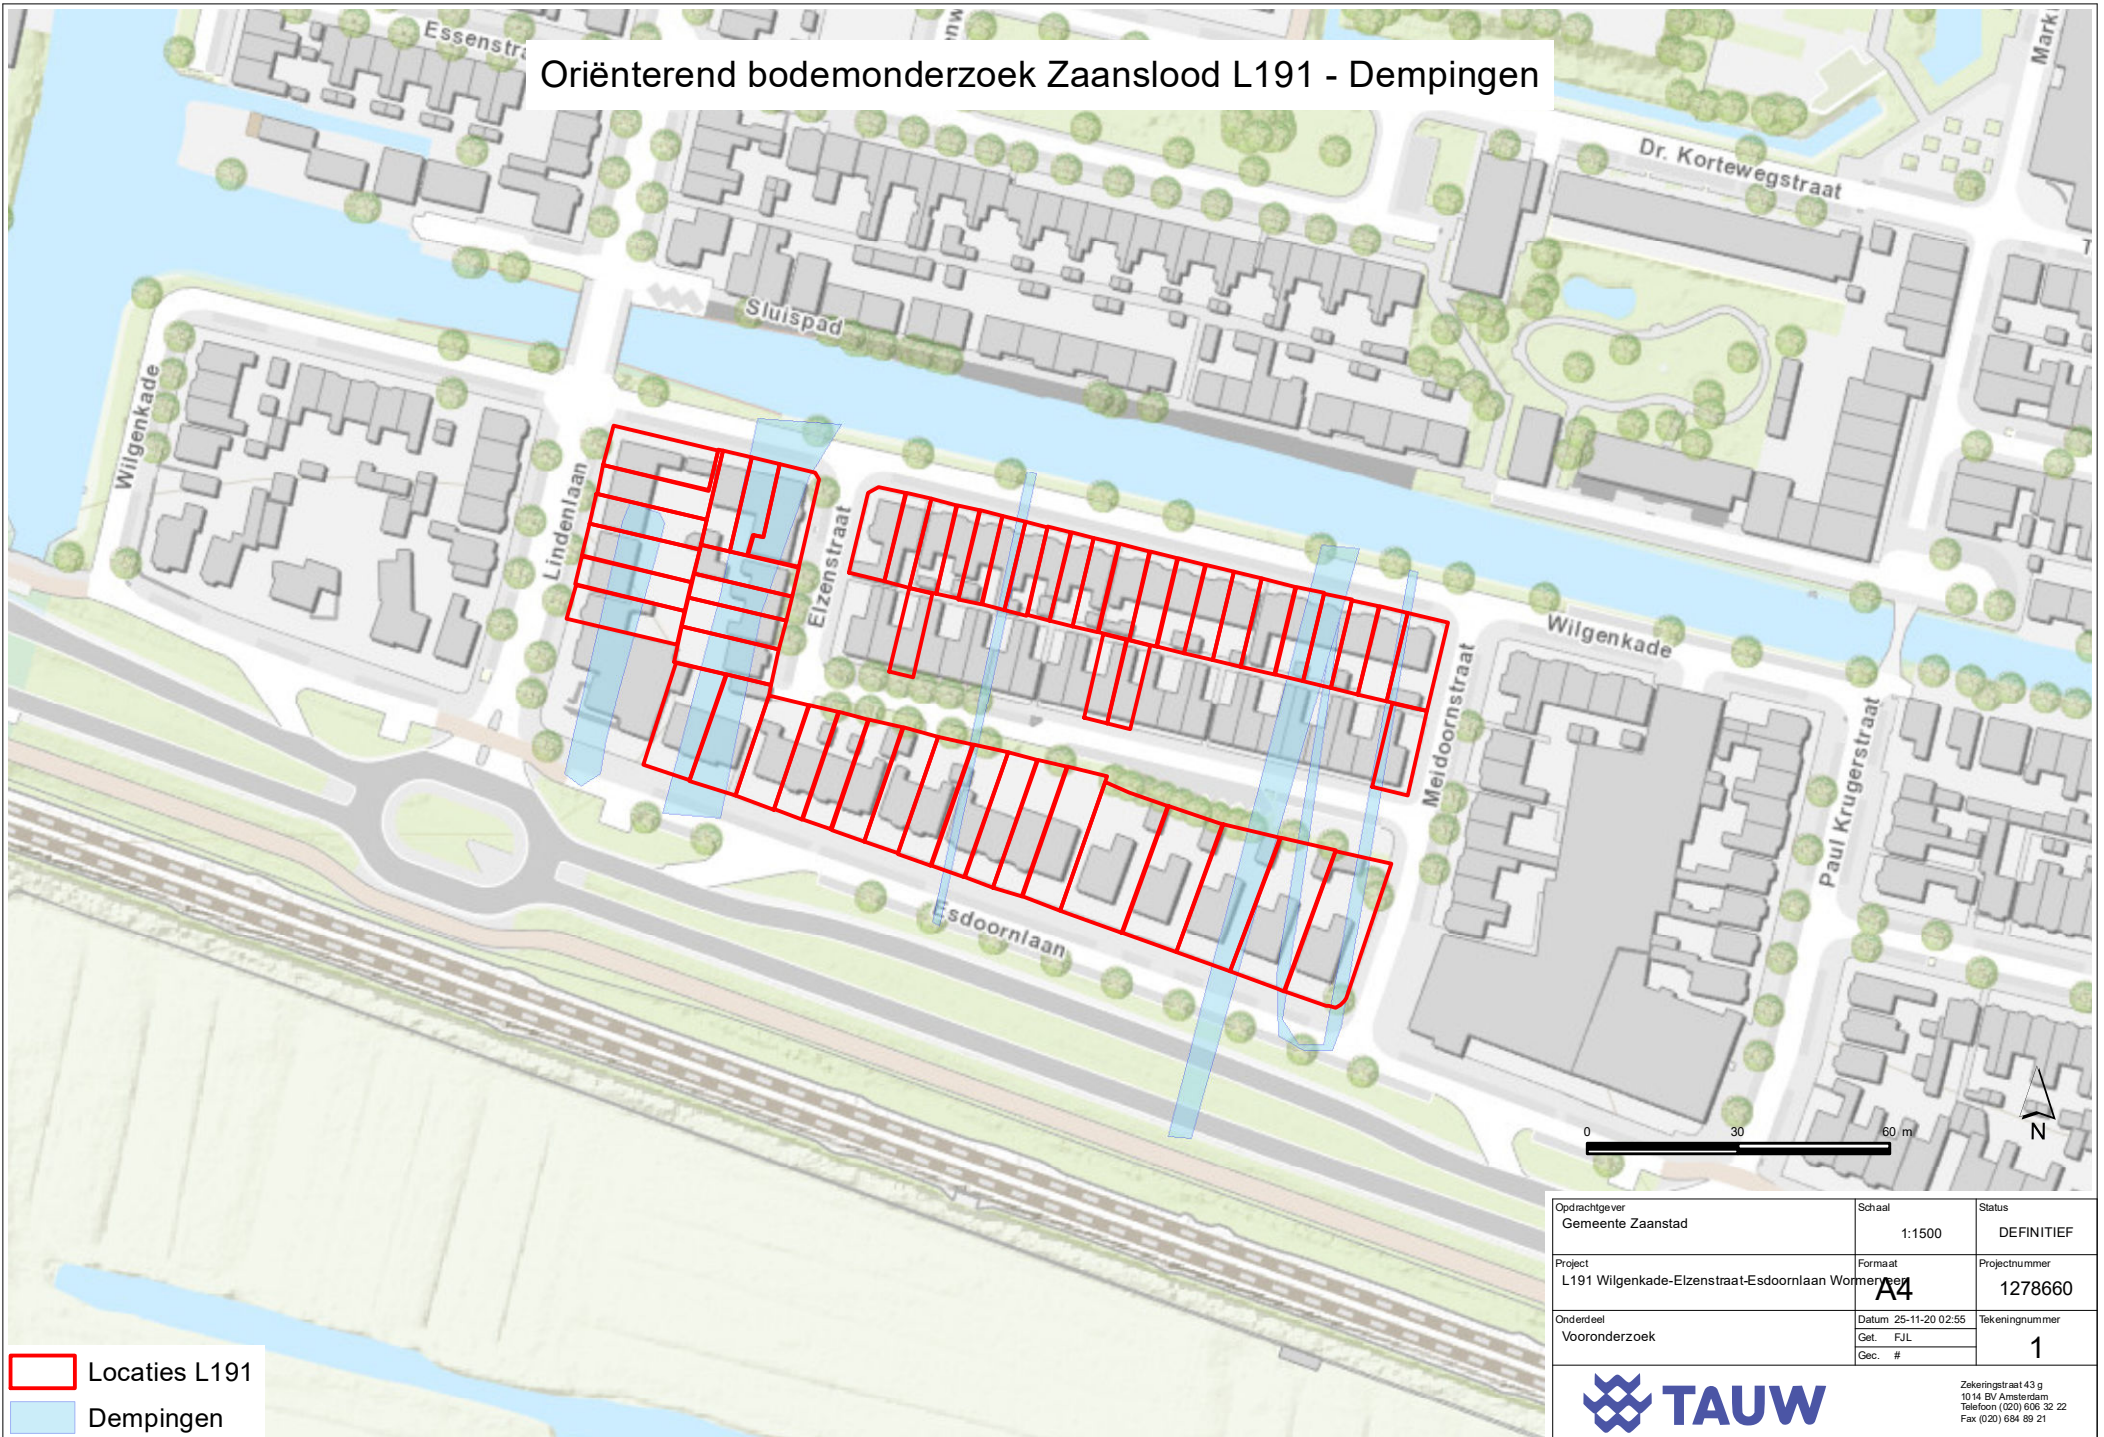 Essenstra
Oriënterend bodemonderzoek Zaanslood L191 - Dempingen
Dr. Kortewegstraat
Sluispad
Wilgenkade
Lindenlaan
Elzenstraat
Wilgenkade
Meidoornstraat
Paul Krugerstraat
Esdoornlaan
0 30 60 m
N
Opdrachtgever
Gemeente Zaanstad
Schaal
1:1500
Status
DEFINITIEF
Project
L191 Wilgenkade-Elzenstraat-Esdoornlaan Wormerveer
Formaat
A4
Projectnummer
1278660
Onderdeel
Vooronderzoek
Datum 25-11-20 02:55
Get. FJL
Gec. #
Tekeningnummer
1
Locaties L191
Dempingen
TAUW
Zekeringstraat 43 g
1014 BV Amsterdam
Telefoon (020) 606 32 22
Fax (020) 684 89 21